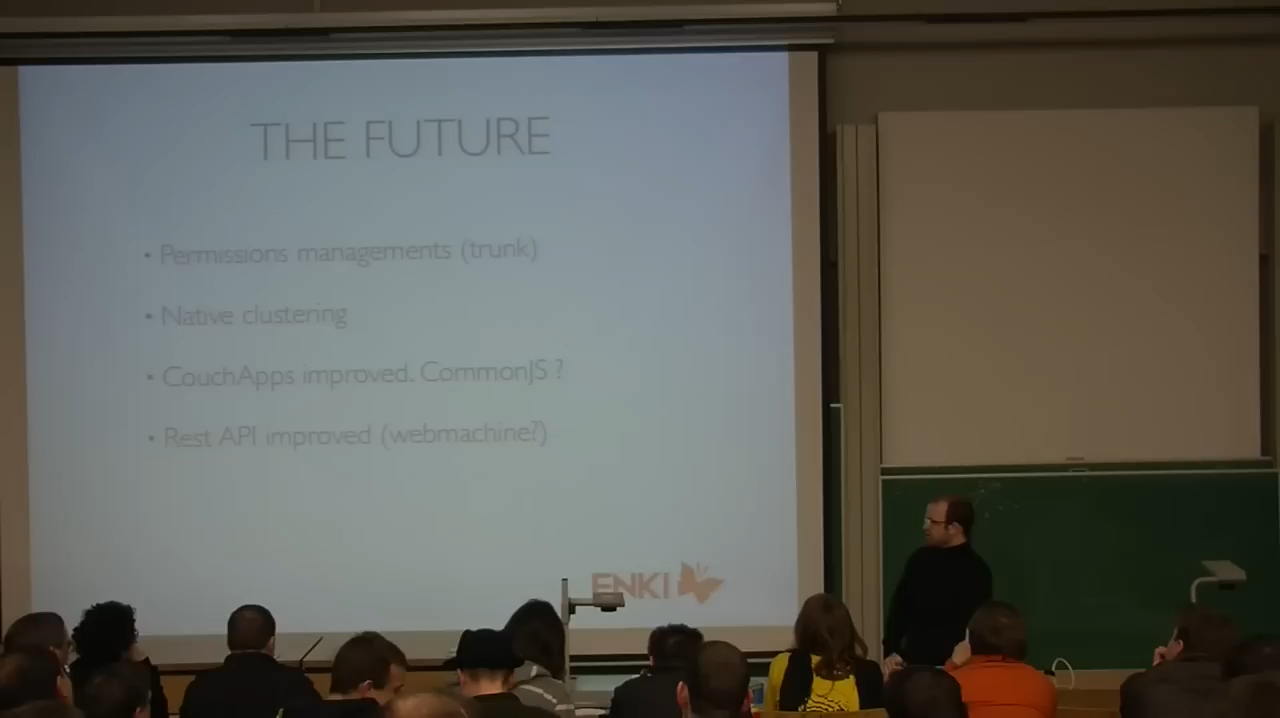 THE FUTURE
• Permissions managements (trunk)
• Native clustering
• CouchApps improved. CommonJS ?
• Rest API improved (webmachine?)
ENKI